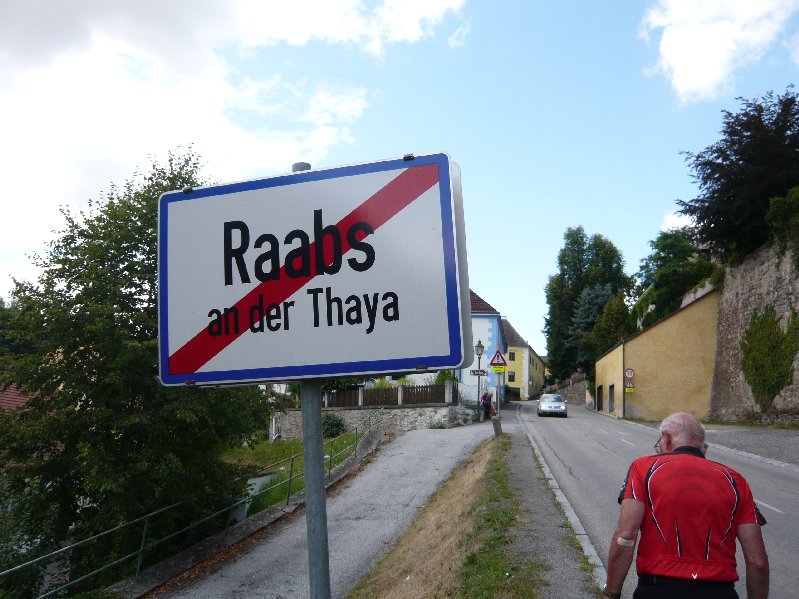 Raabs
an der Thaya